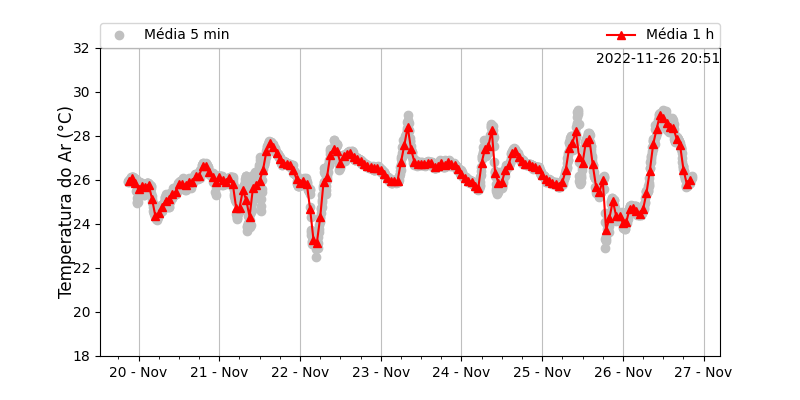 Média 5 min
Média 1 h
2022-11-26 20:51
Temperatura do Ar (°C)
32
30
28
26
24
22
20
18
20 - Nov
21 - Nov
22 - Nov
23 - Nov
24 - Nov
25 - Nov
26 - Nov
27 - Nov